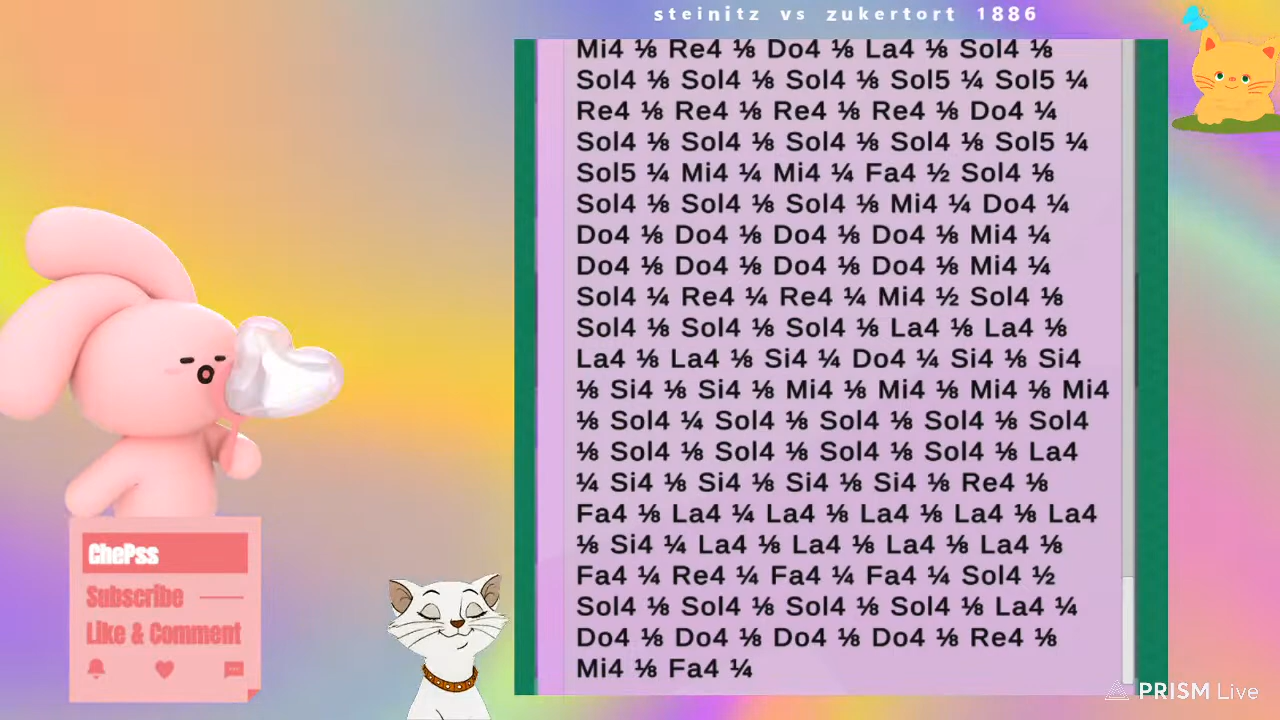 steinitz vs zukertort 1886
Mi4 ⅛ Re4 ⅛ Do4 ⅛ La4 ⅛ Sol4 ⅛
Sol4 ⅛ Sol4 ⅛ Sol4 ⅛ Sol5 ¼ Sol5 ¼
Re4 ⅛ Re4 ⅛ Re4 ⅛ Re4 ⅛ Do4 ¼
Sol4 ⅛ Sol4 ⅛ Sol4 ⅛ Sol4 ⅛ Sol5 ¼
Sol5 ¼ Mi4 ¼ Mi4 ¼ Fa4 ½ Sol4 ⅛
Sol4 ⅛ Sol4 ⅛ Sol4 ⅛ Mi4 ¼ Do4 ¼
Do4 ⅛ Do4 ⅛ Do4 ⅛ Do4 ⅛ Mi4 ¼
Do4 ⅛ Do4 ⅛ Do4 ⅛ Do4 ⅛ Mi4 ¼
Sol4 ¼ Re4 ¼ Re4 ¼ Mi4 ½ Sol4 ⅛
Sol4 ⅛ Sol4 ⅛ Sol4 ⅛ La4 ⅛ La4 ⅛
La4 ⅛ La4 ⅛ Si4 ¼ Do4 ¼ Si4 ⅛ Si4
⅛ Si4 ⅛ Si4 ⅛ Mi4 ⅛ Mi4 ⅛ Mi4 ⅛ Mi4
⅛ Sol4 ¼ Sol4 ⅛ Sol4 ⅛ Sol4 ⅛ Sol4
⅛ Sol4 ⅛ Sol4 ⅛ Sol4 ⅛ Sol4 ⅛ La4
¼ Si4 ⅛ Si4 ⅛ Si4 ⅛ Si4 ⅛ Re4 ⅛
Fa4 ⅛ La4 ¼ La4 ⅛ La4 ⅛ La4 ⅛ La4
⅛ Si4 ¼ La4 ⅛ La4 ⅛ La4 ⅛ La4 ⅛
Fa4 ¼ Re4 ¼ Fa4 ¼ Fa4 ¼ Sol4 ½
Sol4 ⅛ Sol4 ⅛ Sol4 ⅛ Sol4 ⅛ La4 ¼
Do4 ⅛ Do4 ⅛ Do4 ⅛ Do4 ⅛ Re4 ⅛
Mi4 ⅛ Fa4 ¼
ChePss
Subscribe
Like & Comment
PRISM Live